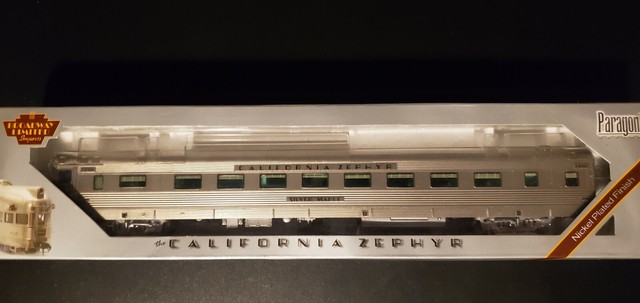 BROADWAY
LIMITED
Imports
Paragon
CALIFORNIA ZEPHYR
Nickel Plated Finish
the CALIFORNIA ZEPHYR